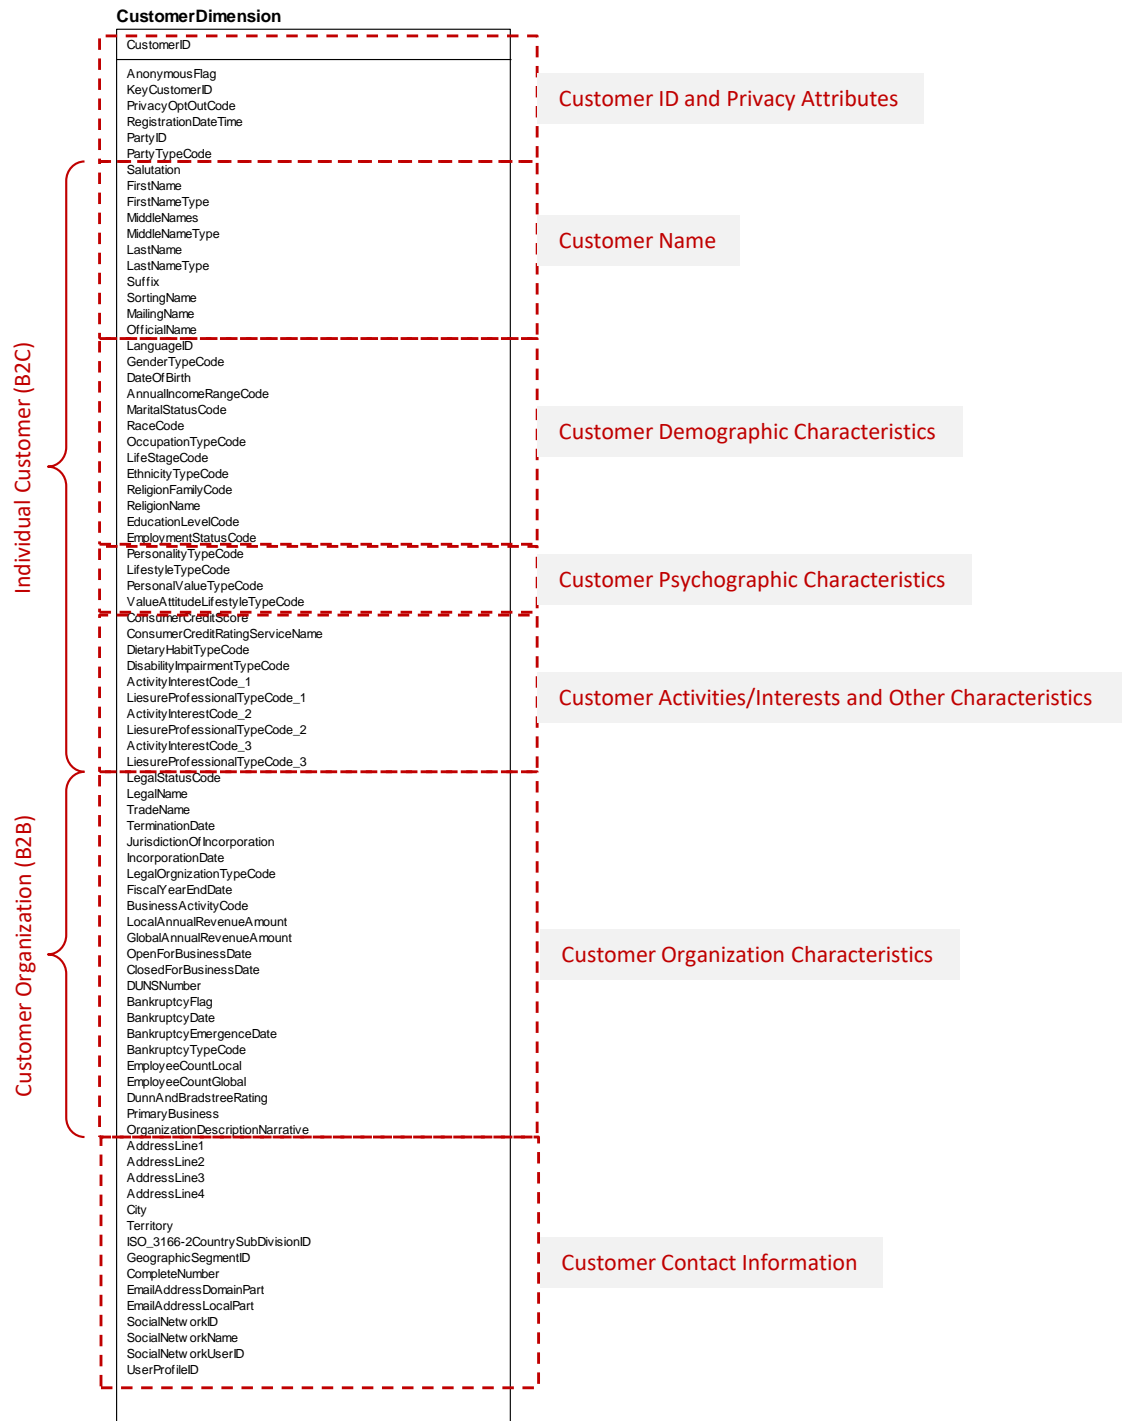 CustomerDimension
CustomerID
AnonymousFlag
KeyCustomerID
PrivacyOptOutCode
RegistrationDateTime
PartyID
PartyTypeCode
Customer ID and Privacy Attributes
Individual Customer (B2C)
Salutation
FirstName
FirstNameType
MiddleNames
MiddleNameType
LastName
LastNameType
Suffix
SortingName
MailingName
OfficialName
Customer Name
LanguageID
GenderTypeCode
DateOfBirth
AnnualIncomeRangeCode
MaritalStatusCode
RaceCode
OccupationTypeCode
LifeStageCode
EthnicityTypeCode
ReligionFamilyCode
ReligionName
EducationLevelCode
EmploymentStatusCode
Customer Demographic Characteristics
PersonalityTypeCode
LifestyleTypeCode
PersonalValueTypeCode
ValueAttitudeLifestyleTypeCode
Customer Psychographic Characteristics
ConsumerCreditScore
ConsumerCreditRatingServiceName
DietaryHabitTypeCode
DisabilityImpairmentTypeCode
ActivityInterestCode_1
LiesureProfessionalTypeCode_1
ActivityInterestCode_2
LiesureProfessionalTypeCode_2
ActivityInterestCode_3
LiesureProfessionalTypeCode_3
Customer Activities/Interests and Other Characteristics
Customer Organization (B2B)
LegalStatusCode
LegalName
TradeName
TerminationDate
JurisdictionOfIncorporation
IncorporationDate
LegalOrgnizationTypeCode
FiscalYearEndDate
BusinessActivityCode
LocalAnnualRevenueAmount
GlobalAnnualRevenueAmount
OpenForBusinessDate
ClosedForBusinessDate
DUNSNumber
BankruptcyFlag
BankruptcyDate
BankruptcyEmergenceDate
BankruptcyTypeCode
EmployeeCountLocal
EmployeeCountGlobal
DunnAndBradstreeRating
PrimaryBusiness
OrganizationDescriptionNarrative
Customer Organization Characteristics
AddressLine1
AddressLine2
AddressLine3
AddressLine4
City
Territory
ISO_3166-2CountrySubDivisionID
GeographicSegmentID
CompleteNumber
EmailAddressDomainPart
EmailAddressLocalPart
SocialNetworkID
SocialNetworkName
SocialNetworkUserID
UserProfileID
Customer Contact Information